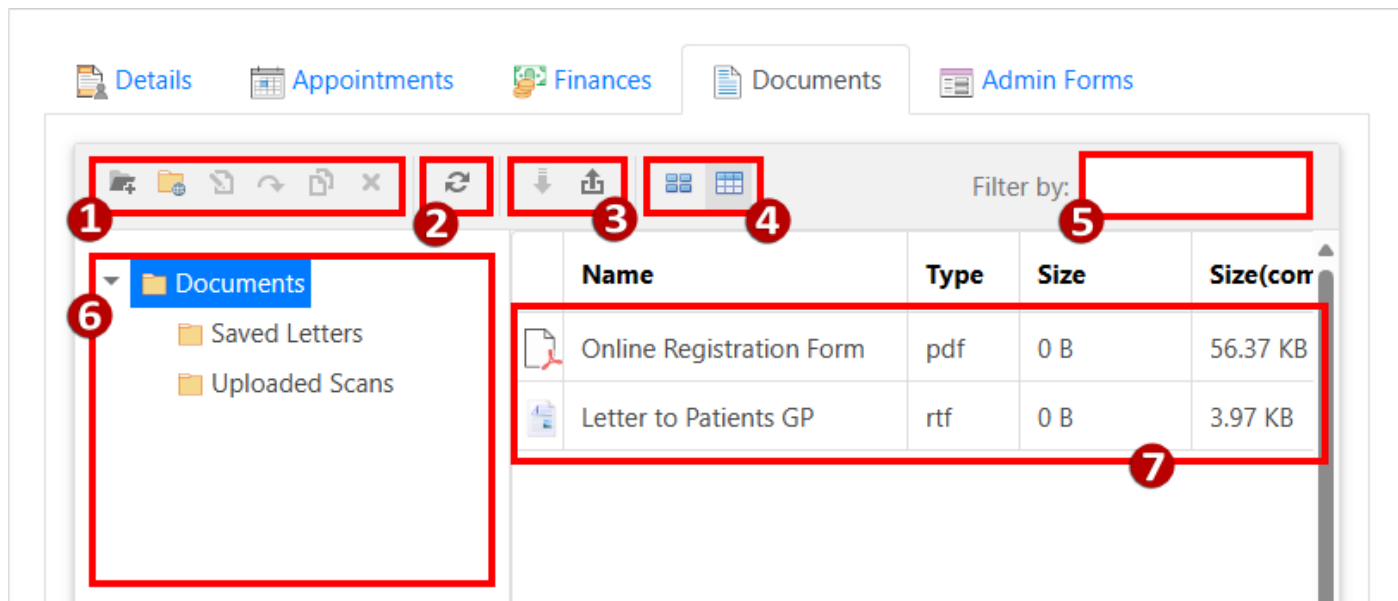 Details Appointments Finances Documents Admin Forms
1 2 3 4 Filter by: 5
Name Type Size Size(com
6 Documents
Saved Letters
Uploaded Scans
Online Registration Form pdf 0 B 56.37 KB
Letter to Patients GP rtf 0 B 3.97 KB
7